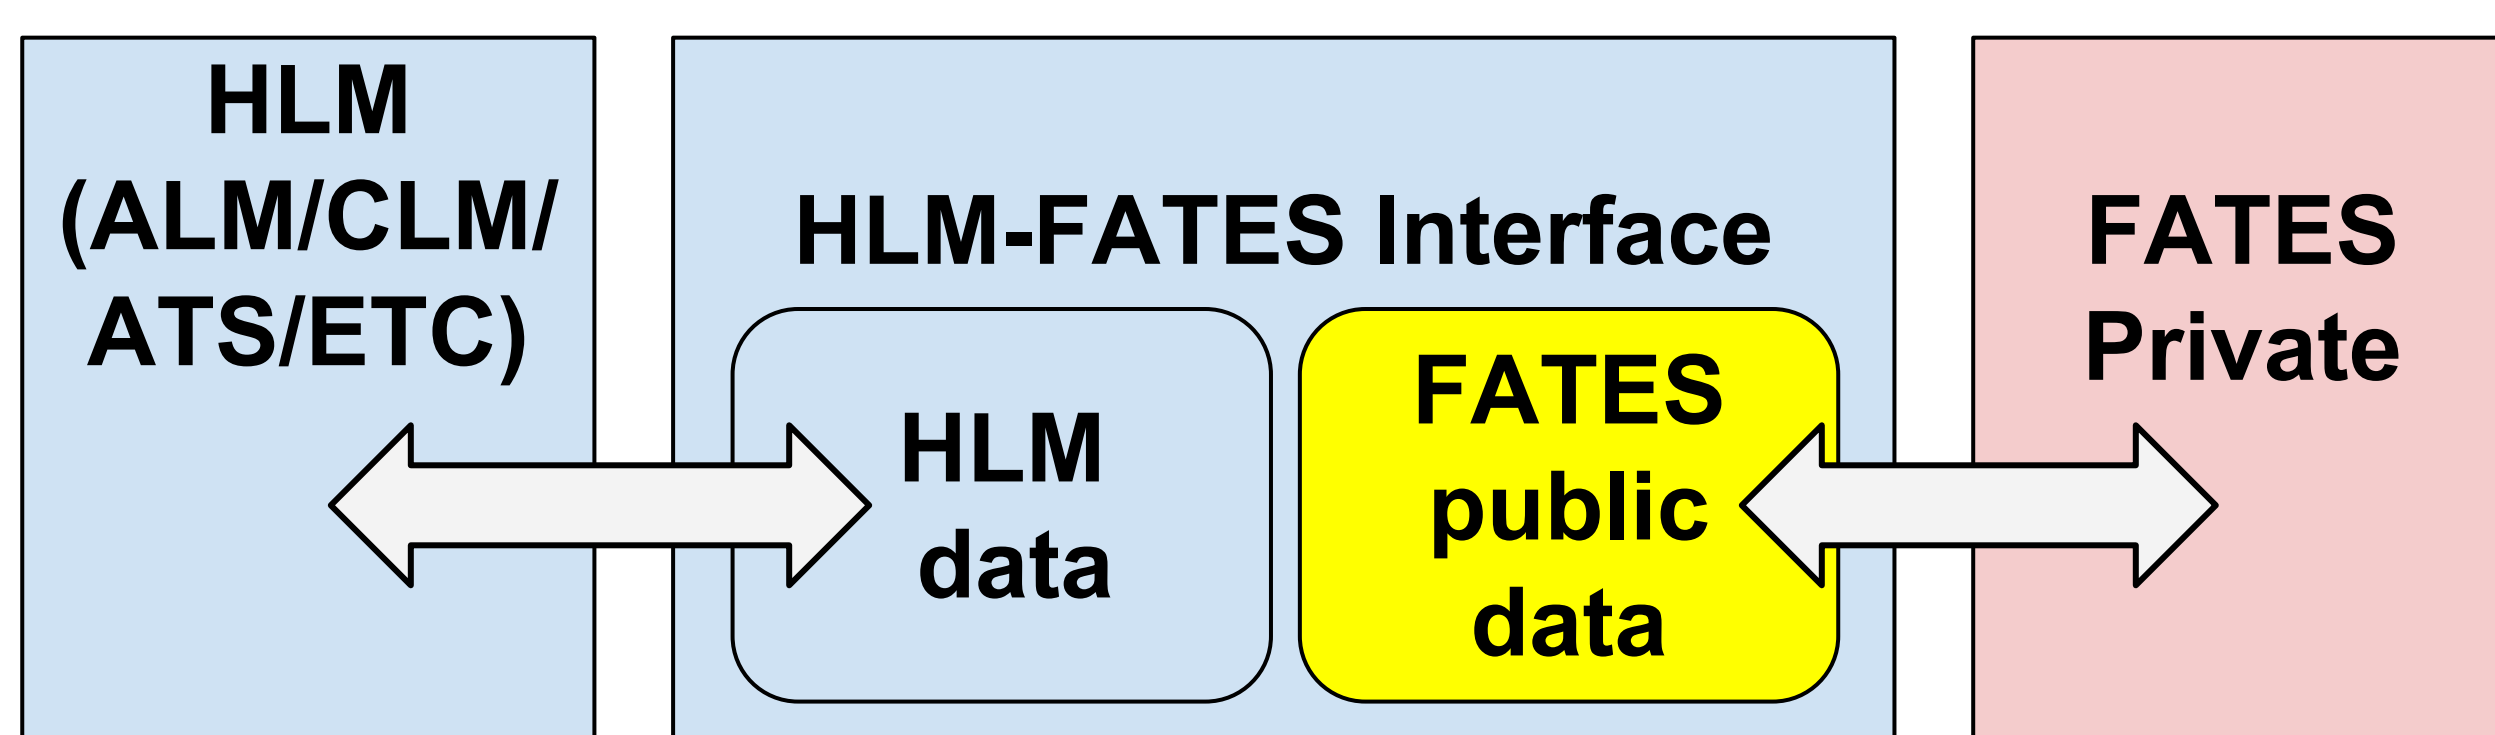 HLM
(ALM/CLM/
ATS/ETC)
HLM-FATES Interface
HLM
data
FATES
public
data
FATES
Private